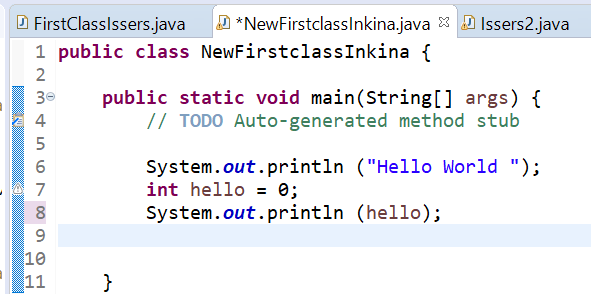 FirstClassIssers.java *NewFirstclassInkina.java Issers2.java
1 public class NewFirstclassInkina {
2
3 public static void main(String[] args) {
4 // TODO Auto-generated method stub
5
6 System.out.println ("Hello World ");
7 int hello = 0;
8 System.out.println (hello);
9
10
11 }